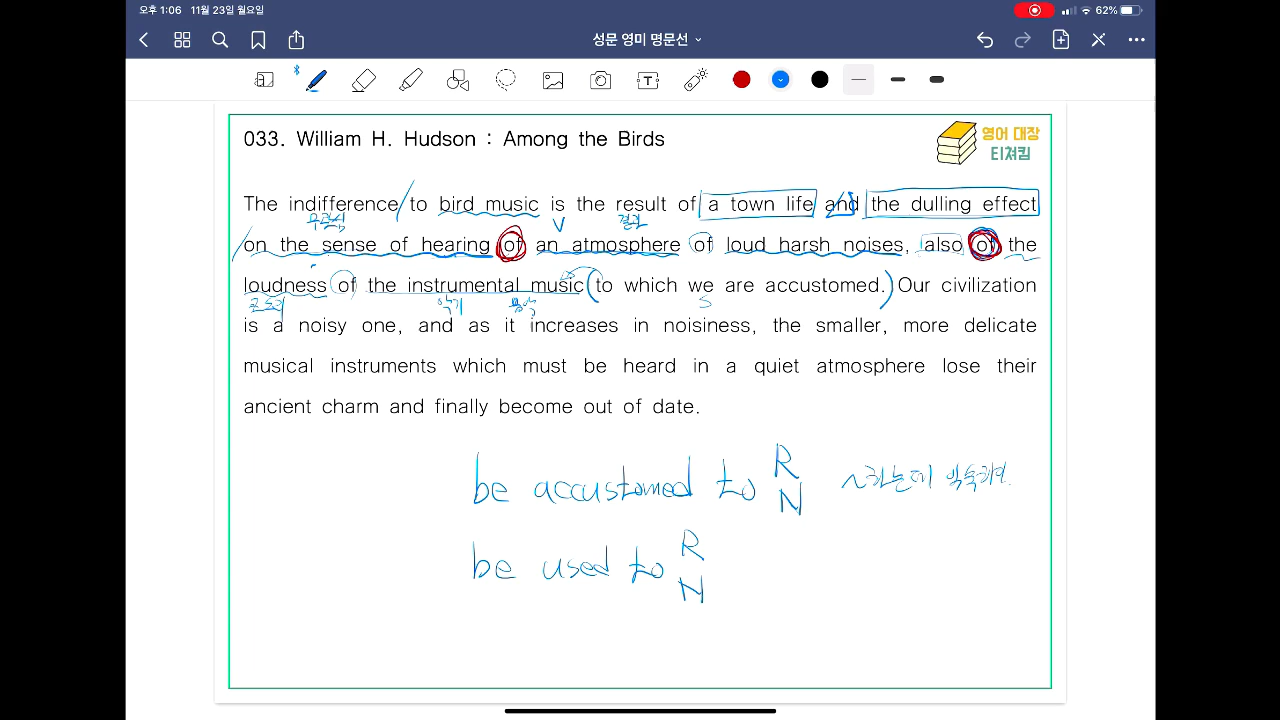 오후 1:06 11월 23일 월요일
62%
성문 영미 명문선
033. William H. Hudson : Among the Birds
영어 대장
티쳐킴
The indifference to bird music is the result of a town life and the dulling effect
무관심
결과
on the sense of hearing of an atmosphere of loud harsh noises, also of the
V
loudness of the instrumental music (to which we are accustomed.) Our civilization
악기 음악
S
is a noisy one, and as it increases in noisiness, the smaller, more delicate
musical instruments which must be heard in a quiet atmosphere lose their
ancient charm and finally become out of date.
be accustomed to R
N
~하는데 익숙하다
be used to R
N